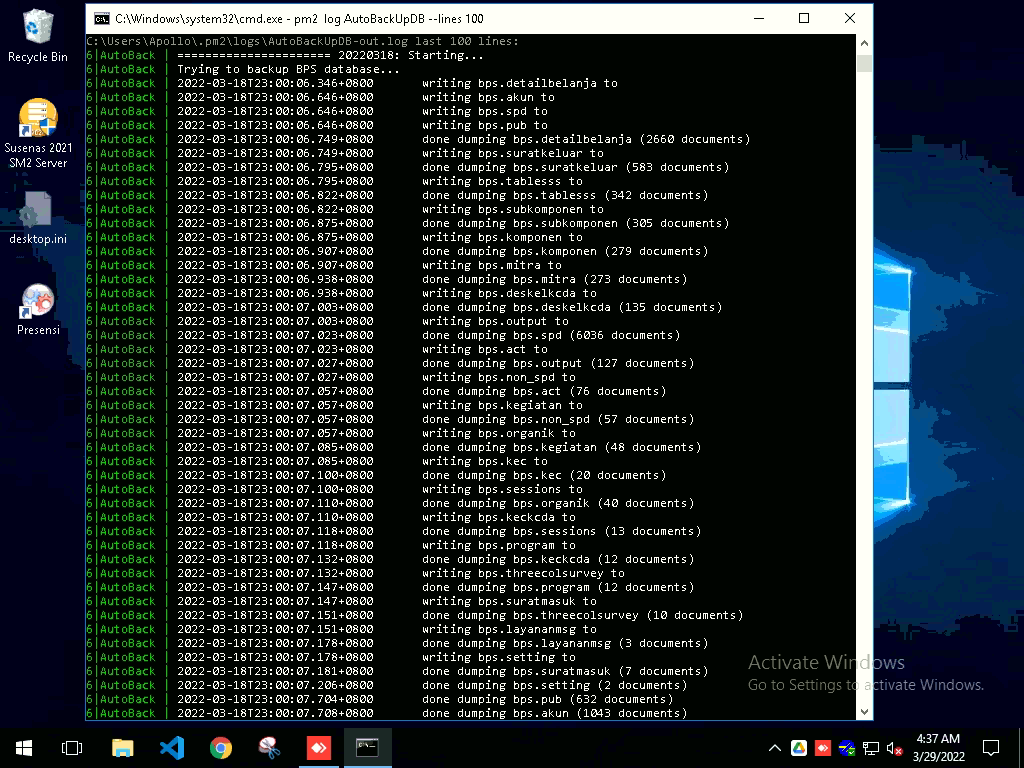 C:\Windows\system32\cmd.exe - pm2 log AutoBackUpDB --lines 100
Recycle Bin
Susenas 2021
SM2 Server
desktop.ini
Presensi
C:\Users\Apollo\.pm2\logs\AutoBackUpDB-out.log last 100 lines:
6|AutoBack | ====================== 20220318: Starting...
6|AutoBack | Trying to backup BPS database...
6|AutoBack | 2022-03-18T23:00:06.346+0800 writing bps.detailbelanja to
6|AutoBack | 2022-03-18T23:00:06.646+0800 writing bps.akun to
6|AutoBack | 2022-03-18T23:00:06.646+0800 writing bps.spd to
6|AutoBack | 2022-03-18T23:00:06.646+0800 writing bps.pub to
6|AutoBack | 2022-03-18T23:00:06.749+0800 done dumping bps.detailbelanja (2660 documents)
6|AutoBack | 2022-03-18T23:00:06.749+0800 writing bps.suratkeluar to
6|AutoBack | 2022-03-18T23:00:06.795+0800 done dumping bps.suratkeluar (583 documents)
6|AutoBack | 2022-03-18T23:00:06.795+0800 writing bps.tablesss to
6|AutoBack | 2022-03-18T23:00:06.822+0800 done dumping bps.tablesss (342 documents)
6|AutoBack | 2022-03-18T23:00:06.822+0800 writing bps.subkomponen to
6|AutoBack | 2022-03-18T23:00:06.875+0800 done dumping bps.subkomponen (305 documents)
6|AutoBack | 2022-03-18T23:00:06.875+0800 writing bps.komponen to
6|AutoBack | 2022-03-18T23:00:06.907+0800 done dumping bps.komponen (279 documents)
6|AutoBack | 2022-03-18T23:00:06.907+0800 writing bps.mitra to
6|AutoBack | 2022-03-18T23:00:06.938+0800 done dumping bps.mitra (273 documents)
6|AutoBack | 2022-03-18T23:00:06.938+0800 writing bps.deskelkcda to
6|AutoBack | 2022-03-18T23:00:07.003+0800 done dumping bps.deskelkcda (135 documents)
6|AutoBack | 2022-03-18T23:00:07.003+0800 writing bps.output to
6|AutoBack | 2022-03-18T23:00:07.023+0800 done dumping bps.spd (6036 documents)
6|AutoBack | 2022-03-18T23:00:07.023+0800 writing bps.act to
6|AutoBack | 2022-03-18T23:00:07.027+0800 done dumping bps.output (127 documents)
6|AutoBack | 2022-03-18T23:00:07.027+0800 writing bps.non_spd to
6|AutoBack | 2022-03-18T23:00:07.057+0800 done dumping bps.act (76 documents)
6|AutoBack | 2022-03-18T23:00:07.057+0800 writing bps.kegiatan to
6|AutoBack | 2022-03-18T23:00:07.057+0800 done dumping bps.non_spd (57 documents)
6|AutoBack | 2022-03-18T23:00:07.057+0800 writing bps.organik to
6|AutoBack | 2022-03-18T23:00:07.085+0800 done dumping bps.kegiatan (48 documents)
6|AutoBack | 2022-03-18T23:00:07.085+0800 writing bps.kec to
6|AutoBack | 2022-03-18T23:00:07.100+0800 done dumping bps.kec (20 documents)
6|AutoBack | 2022-03-18T23:00:07.100+0800 writing bps.sessions to
6|AutoBack | 2022-03-18T23:00:07.110+0800 done dumping bps.organik (40 documents)
6|AutoBack | 2022-03-18T23:00:07.110+0800 writing bps.keckcda to
6|AutoBack | 2022-03-18T23:00:07.118+0800 done dumping bps.sessions (13 documents)
6|AutoBack | 2022-03-18T23:00:07.118+0800 writing bps.program to
6|AutoBack | 2022-03-18T23:00:07.132+0800 done dumping bps.keckcda (12 documents)
6|AutoBack | 2022-03-18T23:00:07.132+0800 writing bps.threecolsurvey to
6|AutoBack | 2022-03-18T23:00:07.147+0800 done dumping bps.program (12 documents)
6|AutoBack | 2022-03-18T23:00:07.147+0800 writing bps.suratmasuk to
6|AutoBack | 2022-03-18T23:00:07.151+0800 done dumping bps.threecolsurvey (10 documents)
6|AutoBack | 2022-03-18T23:00:07.151+0800 writing bps.layananmsg to
6|AutoBack | 2022-03-18T23:00:07.178+0800 done dumping bps.layananmsg (3 documents)
6|AutoBack | 2022-03-18T23:00:07.178+0800 writing bps.setting to
6|AutoBack | 2022-03-18T23:00:07.181+0800 done dumping bps.suratmasuk (7 documents)
6|AutoBack | 2022-03-18T23:00:07.206+0800 done dumping bps.setting (2 documents)
6|AutoBack | 2022-03-18T23:00:07.704+0800 done dumping bps.pub (632 documents)
6|AutoBack | 2022-03-18T23:00:07.708+0800 done dumping bps.akun (1043 documents)
Activate Windows
Go to Settings to activate Windows.
4:37 AM
3/29/2022